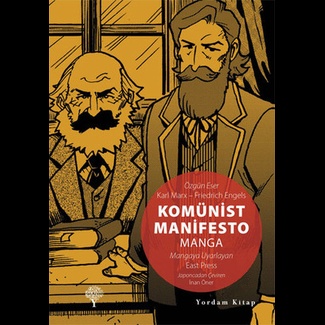 Özgün Eser
Karl Marx – Friedrich Engels
KOMÜNİST
MANİFESTO
MANGA
Mangaya Uyarlayan
East Press
Japoncadan Çeviren
İnan Öner
Yordam Kitap